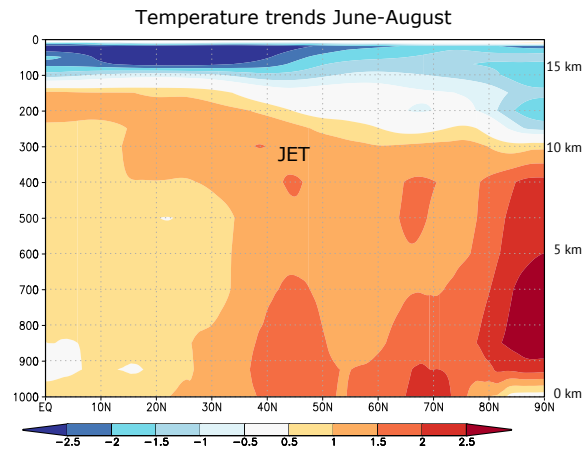 Temperature trends June-August
0
100
200
300
400
500
600
700
800
900
1000
15 km
10 km
5 km
0 km
JET
EQ 10N 20N 30N 40N 50N 60N 70N 80N 90N
-2.5 -2 -1.5 -1 -0.5 0.5 1 1.5 2 2.5